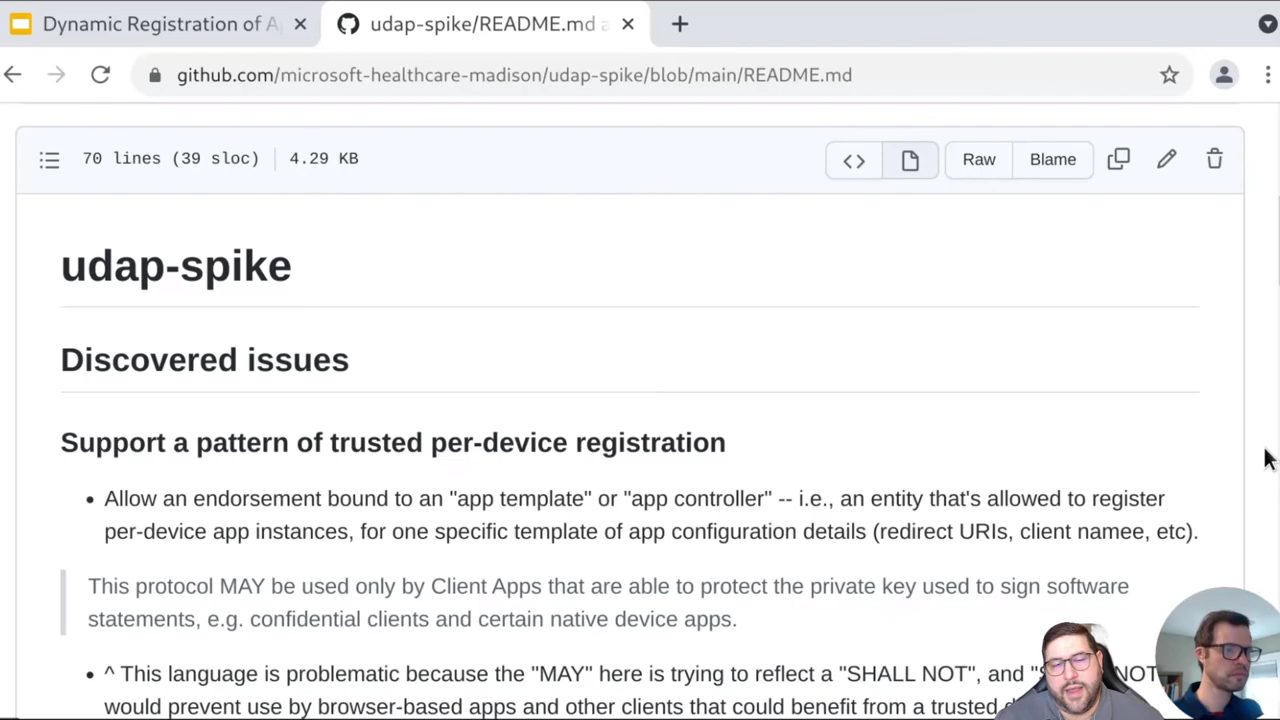 Dynamic Registration of Ap
udap-spike/README.md a
github.com/microsoft-healthcare-madison/udap-spike/blob/main/README.md
70 lines (39 sloc) 4.29 KB
Raw
Blame
udap-spike
Discovered issues
Support a pattern of trusted per-device registration
• Allow an endorsement bound to an "app template" or "app controller" -- i.e., an entity that's allowed to register
per-device app instances, for one specific template of app configuration details (redirect URIs, client namee, etc).
This protocol MAY be used only by Client Apps that are able to protect the private key used to sign software
statements, e.g. confidential clients and certain native device apps.
• ^ This language is problematic because the "MAY" here is trying to reflect a "SHALL NOT", and
would prevent use by browser-based apps and other clients that could benefit from a trusted